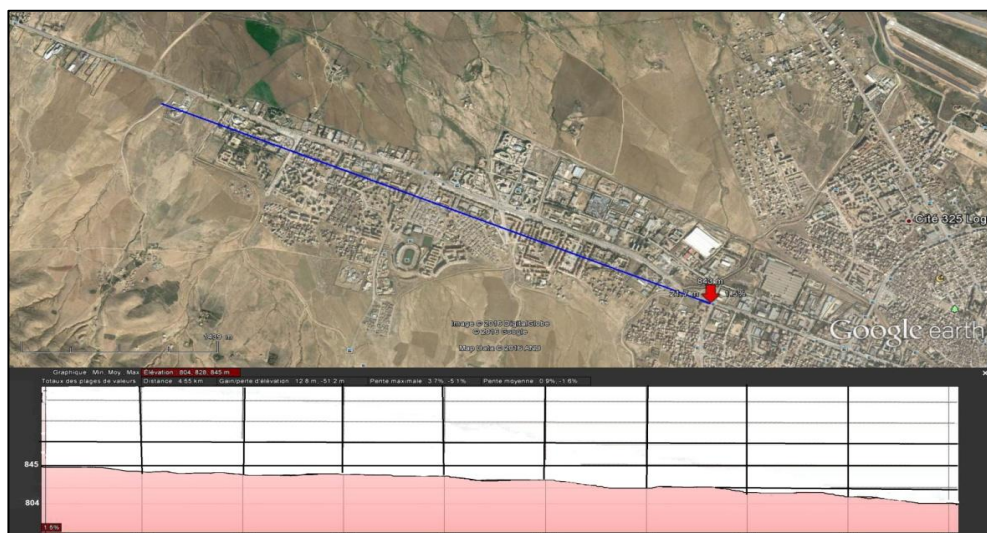 Cité 325 Log
Image © 2016 DigitalGlobe
© 2016 Google
Google earth
Graphique Min. Moy. Max Élévation : 804, 828, 845 m
Totaux des plages de valeurs Distance : 4.55 km Gain/perte d'élévation : 12.8 m, -51.2 m Pente maximale : 3.7%, -5.1% Pente moyenne : 0.9%, -1.6%
845
804
1.6%